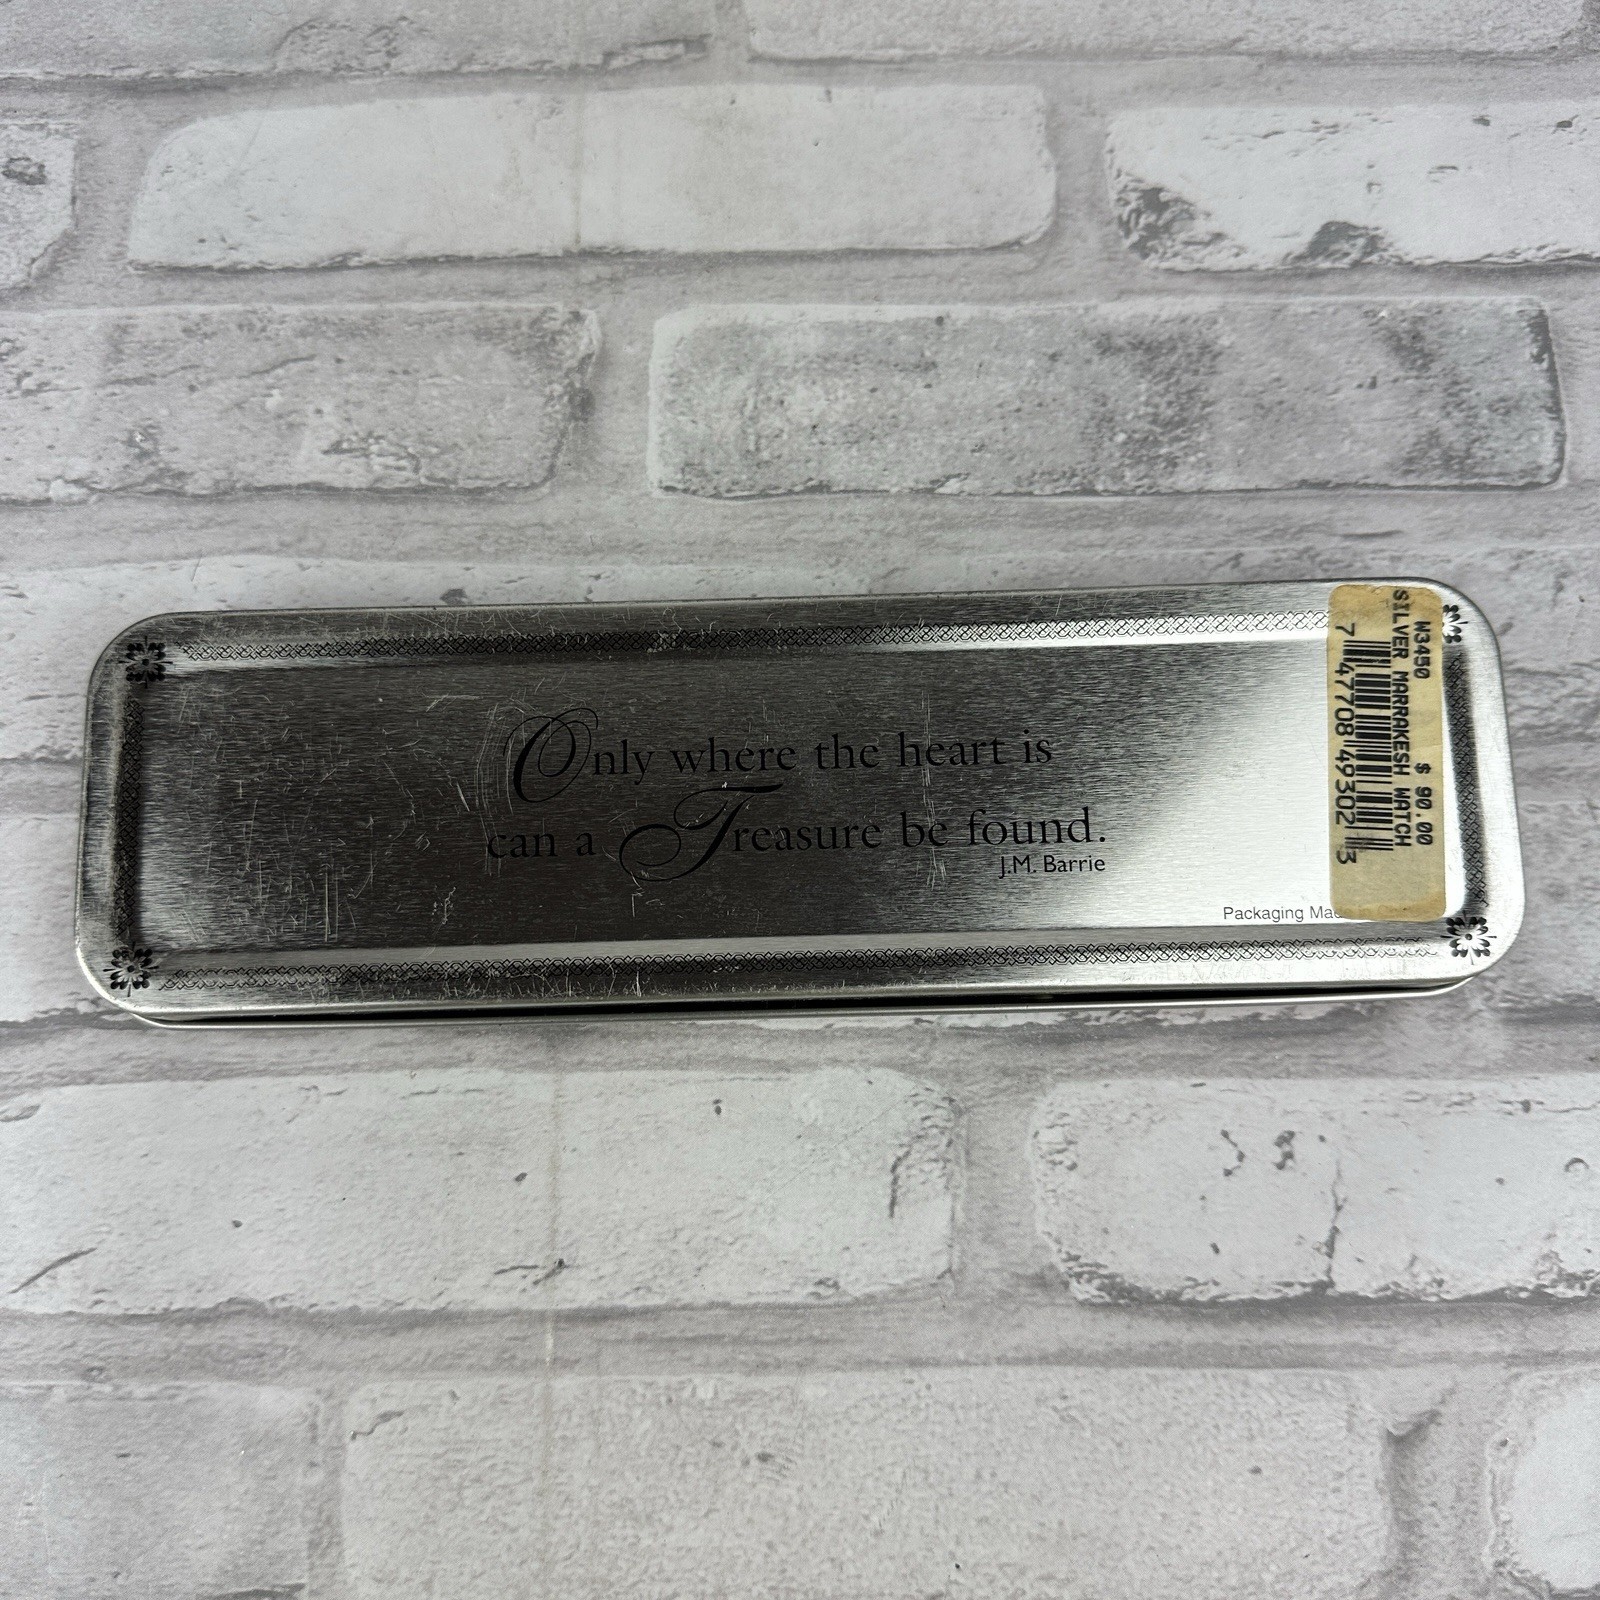 Only where the heart is
can a Treasure be found.
J.M. Barrie
Packaging
W3450 $ 90.00
SILVER MARRAKESH WATCH
7 47708 49302 3